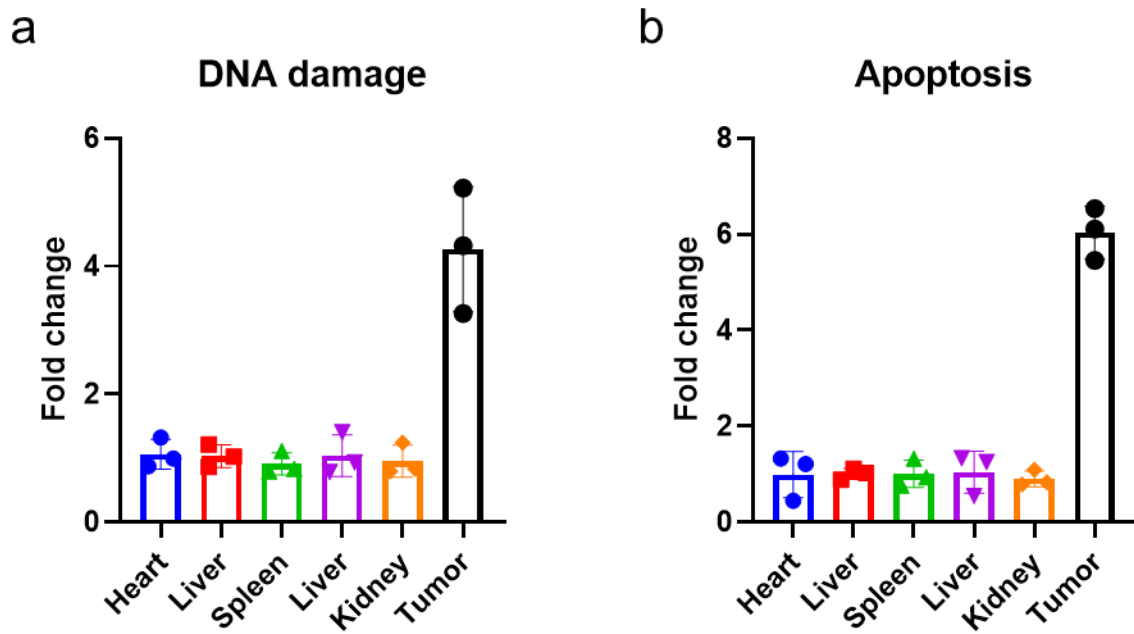 a
DNA damage
Fold change
6
4
2
0
Heart
Liver
Spleen
Liver
Kidney
Tumor
b
Apoptosis
Fold change
8
6
4
2
0
Heart
Liver
Spleen
Liver
Kidney
Tumor